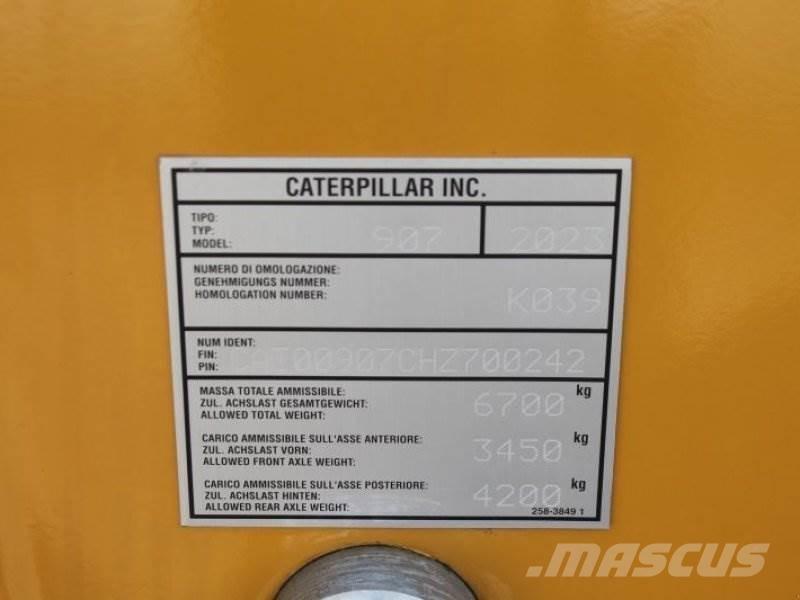 CATERPILLAR INC.
TIPO:
TYP:
MODEL: 907 2023
NUMERO DI OMOLOGAZIONE:
GENEHMIGUNGS NUMMER:
HOMOLOGATION NUMBER: K039
NUM IDENT:
FIN:
PIN: CAT00907CHZ700242
MASSA TOTALE AMMISSIBILE:
ZUL. ACHSLAST GESAMTGEWICHT:
ALLOWED TOTAL WEIGHT: 6700 kg
CARICO AMMISSIBILE SULL'ASSE ANTERIORE:
ZUL. ACHSLAST VORN:
ALLOWED FRONT AXLE WEIGHT: 3450 kg
CARICO AMMISSIBILE SULL'ASSE POSTERIORE:
ZUL. ACHSLAST HINTEN:
ALLOWED REAR AXLE WEIGHT: 4200 kg
258-3849 1
MASCUS